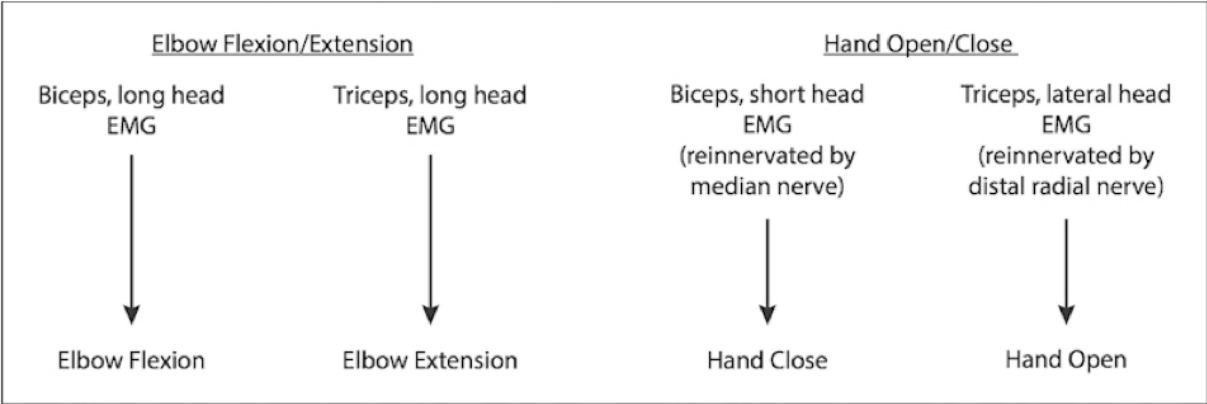 Elbow Flexion/Extension
Biceps, long head
EMG
Elbow Flexion
Triceps, long head
EMG
Elbow Extension
Hand Open/Close
Biceps, short head
EMG
(reinnervated by
median nerve)
Hand Close
Triceps, lateral head
EMG
(reinnervated by
distal radial nerve)
Hand Open